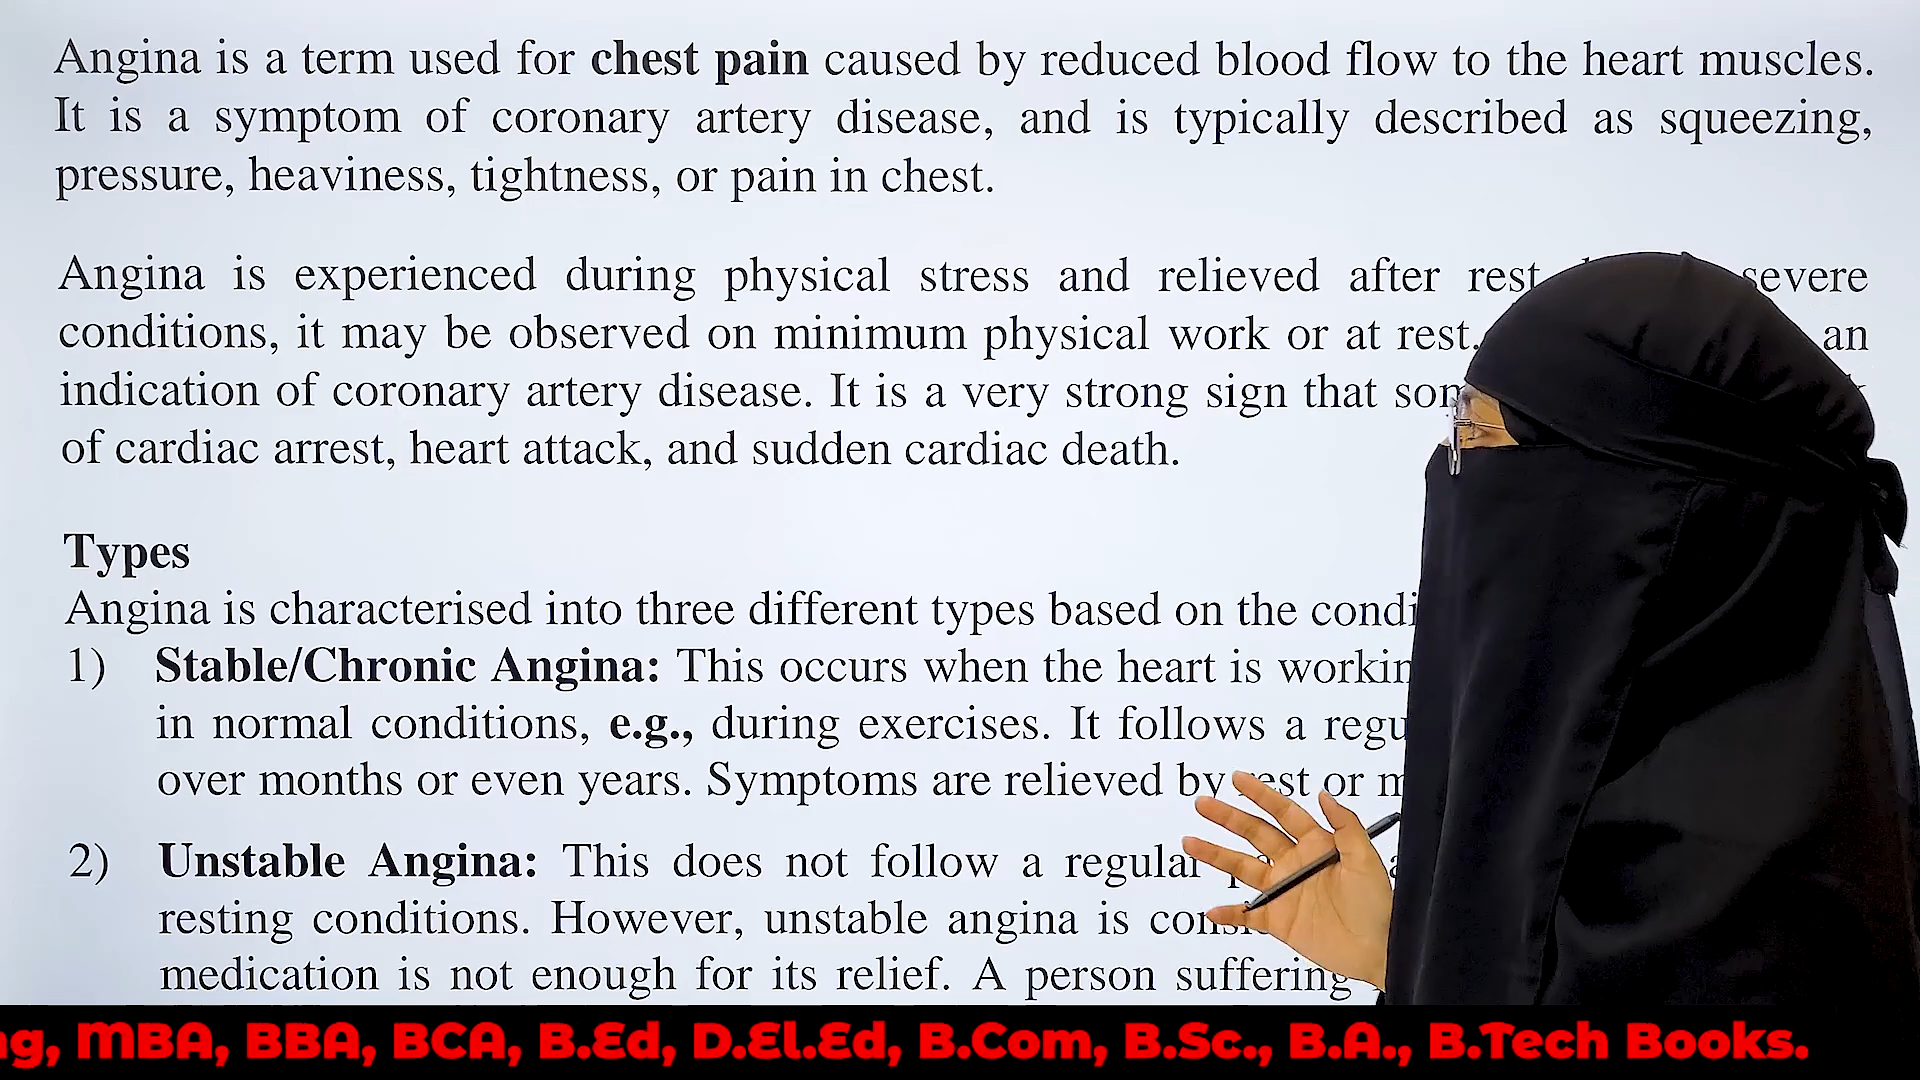 Angina is a term used for chest pain caused by reduced blood flow to the heart muscles.
It is a symptom of coronary artery disease, and is typically described as squeezing,
pressure, heaviness, tightness, or pain in chest.
Angina is experienced during physical stress and relieved after rest severe
conditions, it may be observed on minimum physical work or at rest. an
indication of coronary artery disease. It is a very strong sign that
of cardiac arrest, heart attack, and sudden cardiac death.
Types
Angina is characterised into three different types based on the
1) Stable/Chronic Angina: This occurs when the heart is
in normal conditions, e.g., during exercises. It follows a
over months or even years. Symptoms are relieved by rest or
2) Unstable Angina: This does not follow a regular
resting conditions. However, unstable angina is
medication is not enough for its relief. A person suffering
MBA, BBA, BCA, B.Ed, D.El.Ed, B.Com, B.Sc., B.A., B.Tech Books.